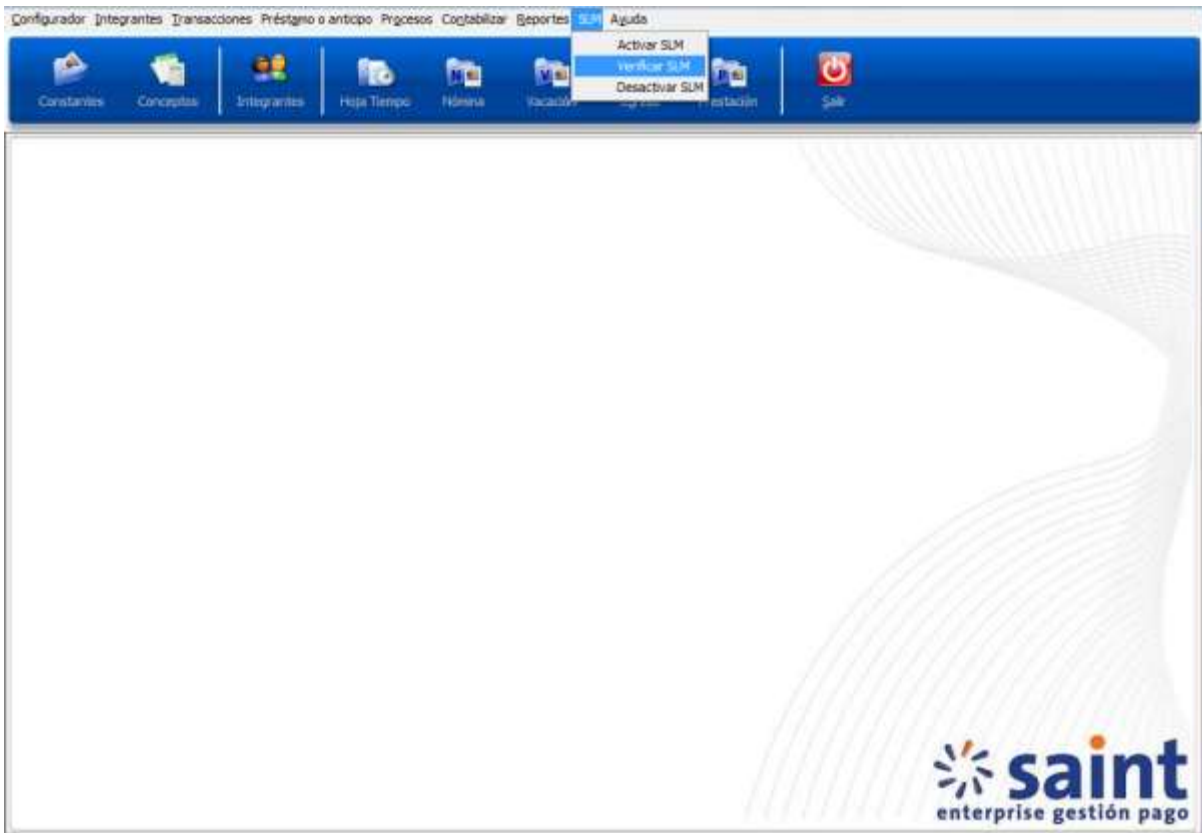 Configurador Integrantes Transacciones Préstamo o anticipo Procesos Contabilizar Reportes SLM Ayuda
Activar SLM
Verificar SLM
Desactivar SLM
Constantes Conceptos Integrantes Hoja Tiempo Nómina Salir
saint
enterprise gestión pago